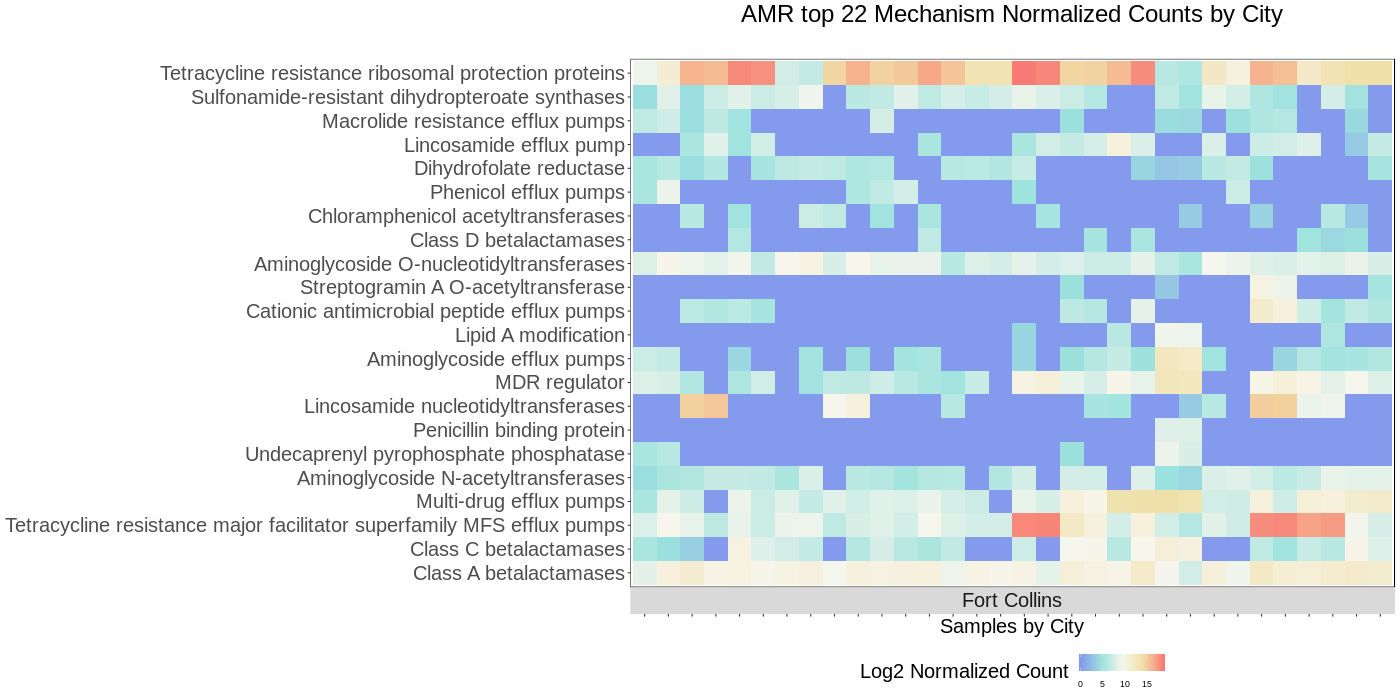 AMR top 22 Mechanism Normalized Counts by City
Tetracycline resistance ribosomal protection proteins
Sulfonamide-resistant dihydropteroate synthases
Macrolide resistance efflux pumps
Lincosamide efflux pump
Dihydrofolate reductase
Phenicol efflux pumps
Chloramphenicol acetyltransferases
Class D betalactamases
Aminoglycoside O-nucleotidyltransferases
Streptogramin A O-acetyltransferase
Cationic antimicrobial peptide efflux pumps
Lipid A modification
Aminoglycoside efflux pumps
MDR regulator
Lincosamide nucleotidyltransferases
Penicillin binding protein
Undecaprenyl pyrophosphate phosphatase
Aminoglycoside N-acetyltransferases
Multi-drug efflux pumps
Tetracycline resistance major facilitator superfamily MFS efflux pumps
Class C betalactamases
Class A betalactamases
Fort Collins
Samples by City
Log2 Normalized Count
0 5 10 15